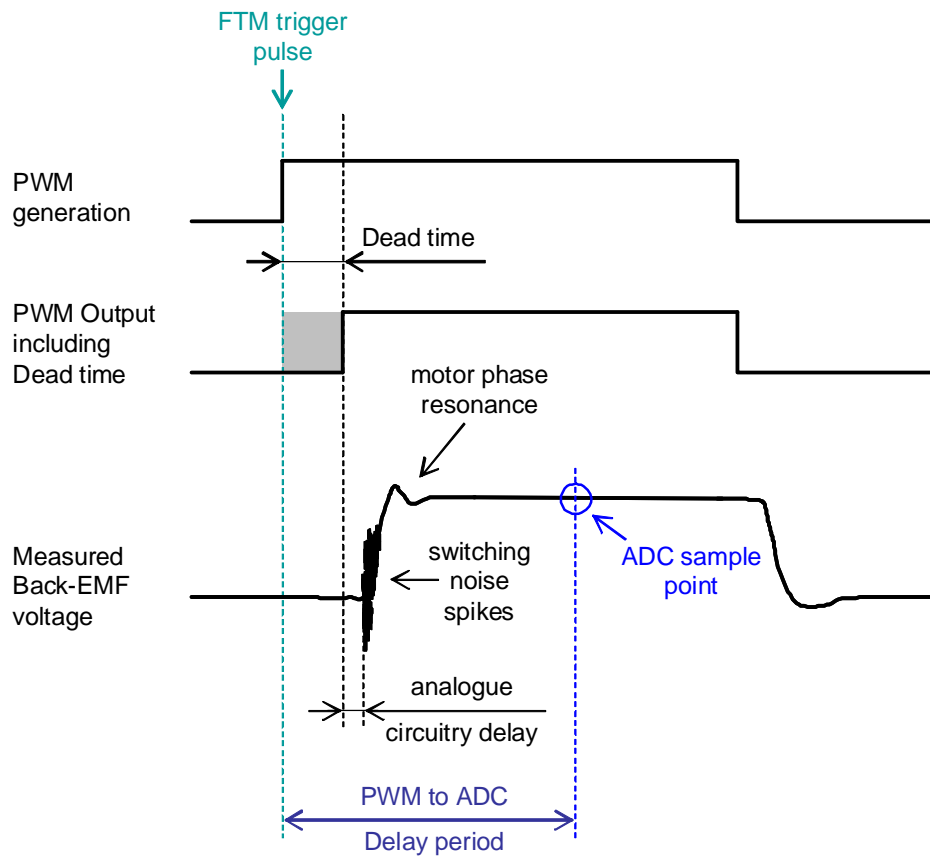 FTM trigger
pulse
PWM
generation
Dead time
PWM Output
including
Dead time
motor phase
resonance
Measured
Back-EMF
voltage
switching
noise
spikes
ADC sample
point
analogue
circuitry delay
PWM to ADC
Delay period